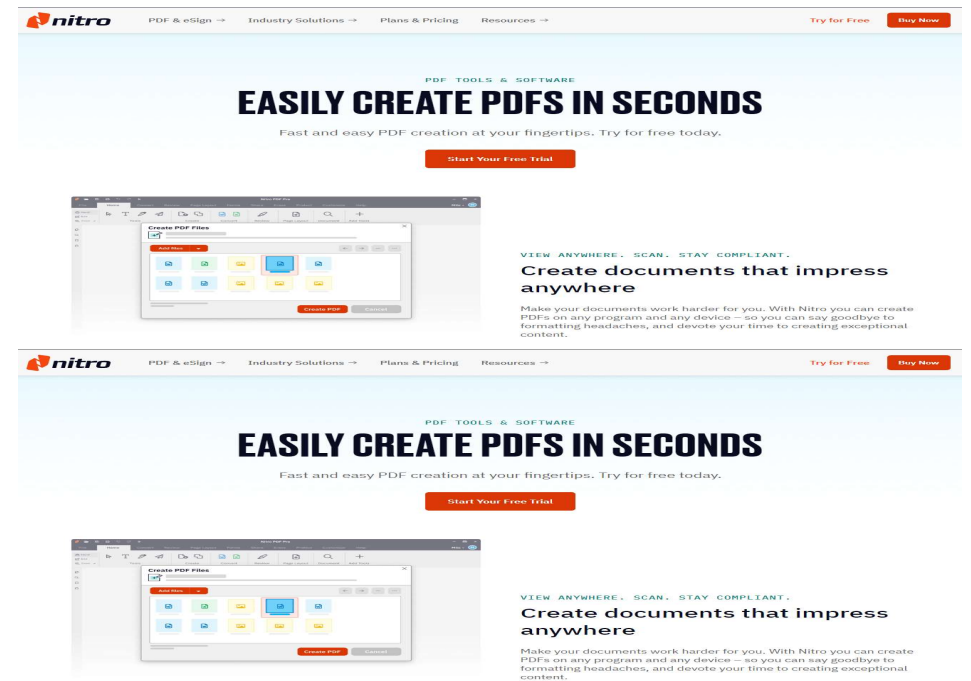 nitro PDF & eSign → Industry Solutions → Plans & Pricing Resources → Try for Free Buy Now
PDF TOOLS & SOFTWARE
EASILY CREATE PDFS IN SECONDS
Fast and easy PDF creation at your fingertips. Try for free today.
Start Your Free Trial
Create PDF Files
Add files
Create PDF Cancel
VIEW ANYWHERE. SCAN. STAY COMPLIANT.
Create documents that impress
anywhere
Make your documents work harder for you. With Nitro you can create
PDFs on any program and any device – so you can say goodbye to
formatting headaches, and devote your time to creating exceptional
content.
nitro PDF & eSign → Industry Solutions → Plans & Pricing Resources → Try for Free Buy Now
PDF TOOLS & SOFTWARE
EASILY CREATE PDFS IN SECONDS
Fast and easy PDF creation at your fingertips. Try for free today.
Start Your Free Trial
Create PDF Files
Add files
Create PDF Cancel
VIEW ANYWHERE. SCAN. STAY COMPLIANT.
Create documents that impress
anywhere
Make your documents work harder for you. With Nitro you can create
PDFs on any program and any device – so you can say goodbye to
formatting headaches, and devote your time to creating exceptional
content.